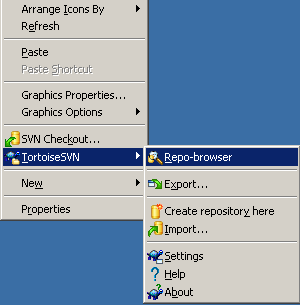 Arrange Icons By
Refresh
Paste
Paste Shortcut
Graphics Properties...
Graphics Options
SVN Checkout...
TortoiseSVN
New
Properties
Repo-browser
Export...
Create repository here
Import...
Settings
Help
About